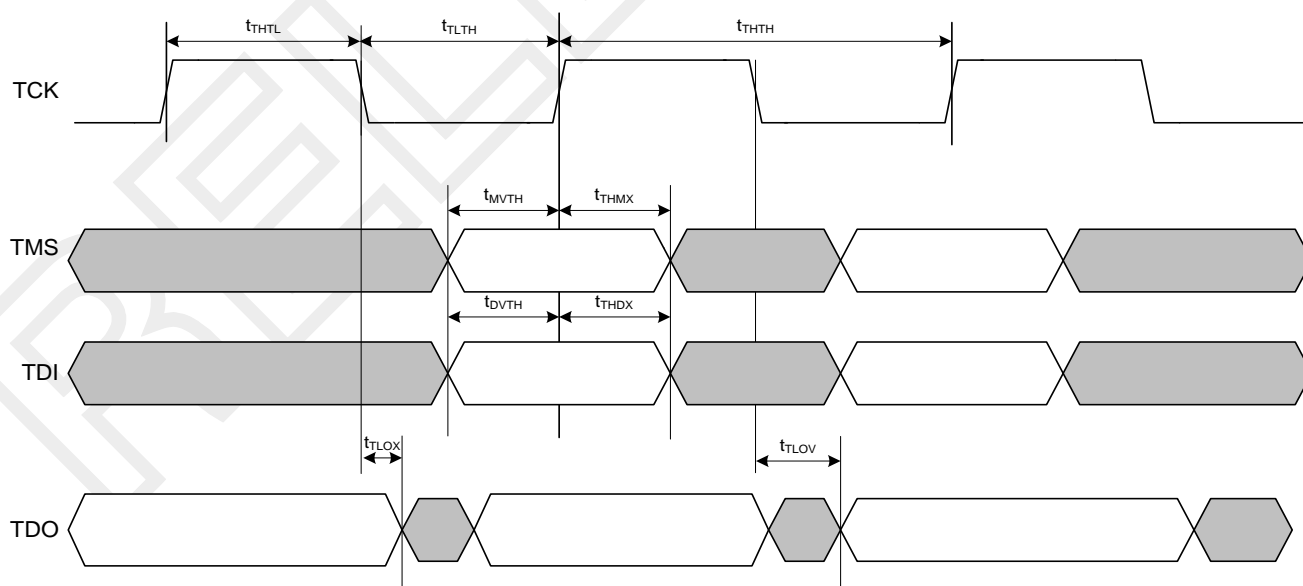 tTHTL tTLTH tTHTH
TCK
tMVTH tTHMX
TMS
tDVTH tTHDX
TDI
tTLOX tTLOV
TDO